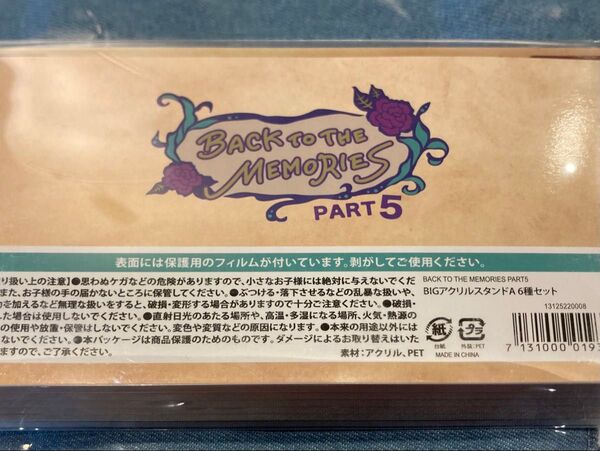 BACK TO THE
MEMORIES
PART 5
表面には保護用のフィルムが付いています。剥がしてご使用ください。
り扱い上の注意】●思わぬケガなどの危険がありますので、小さなお子様には絶対に与えないでくだ
また、お子様の手の届かないところに保管してください。●ぶつける・落下させるなどの乱暴な扱いや、
力を加えるなど無理な扱いをすると、破損・変形する場合がありますので十分ご注意ください。●破損・
した場合は使用しないでください。●直射日光のあたる場所や、高温・多湿になる場所、火気・熱源の
の使用や放置・保管はしないでください。変色や変質などの原因になります。●本来の用途以外には
ないでください。●本パッケージは商品保護のためのものです。ダメージによるお取り替えはいた
んので、ご了承ください。
素材:アクリル、PET
BACK TO THE MEMORIES PART5
BIGアクリルスタンドA 6種セット
13125220008
紙
台紙
プラ
外装:PET
MADE IN CHINA
7 131000 019